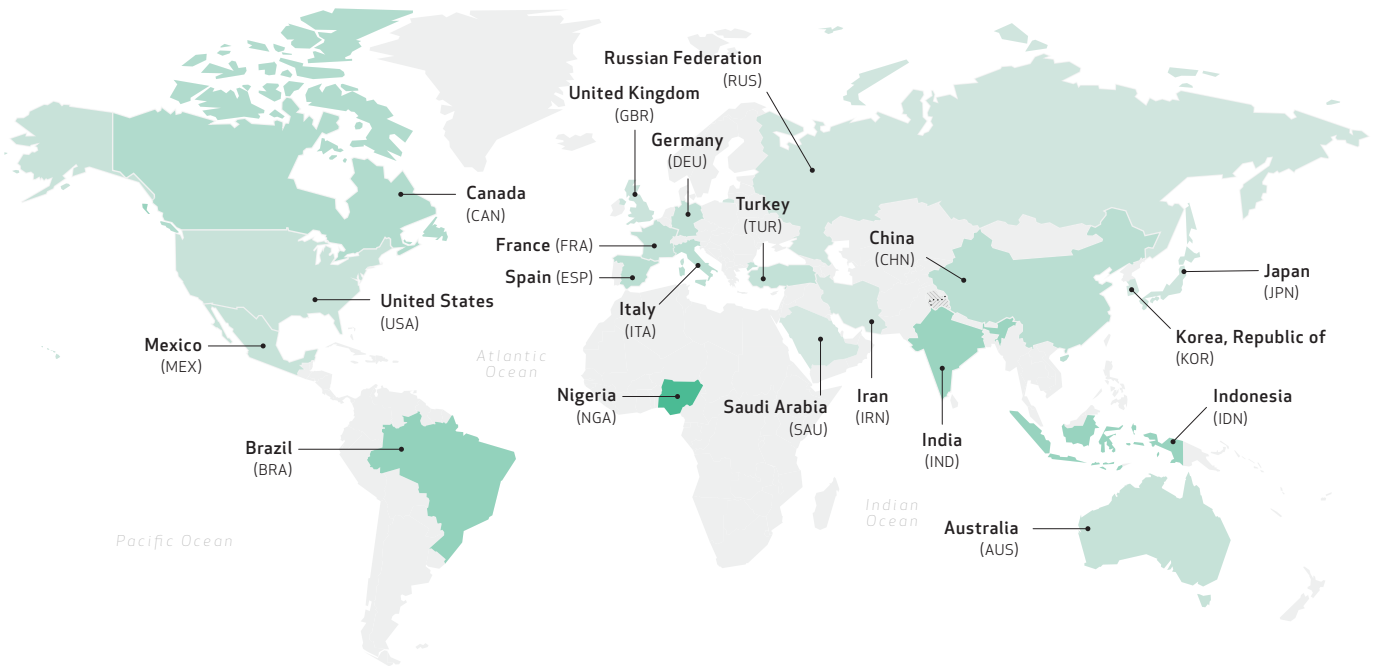 Russian Federation
(RUS)
United Kingdom
(GBR)
Germany
(DEU)
Canada
(CAN)
Turkey
(TUR)
France (FRA)
China
(CHN)
Spain (ESP)
Japan
(JPN)
United States
(USA)
Italy
(ITA)
Korea, Republic of
(KOR)
Mexico
(MEX)
Atlantic
Ocean
Nigeria
(NGA)
Saudi Arabia
(SAU)
Iran
(IRN)
Indonesia
(IDN)
Brazil
(BRA)
India
(IND)
Indian
Ocean
Australia
(AUS)
Pacific Ocean